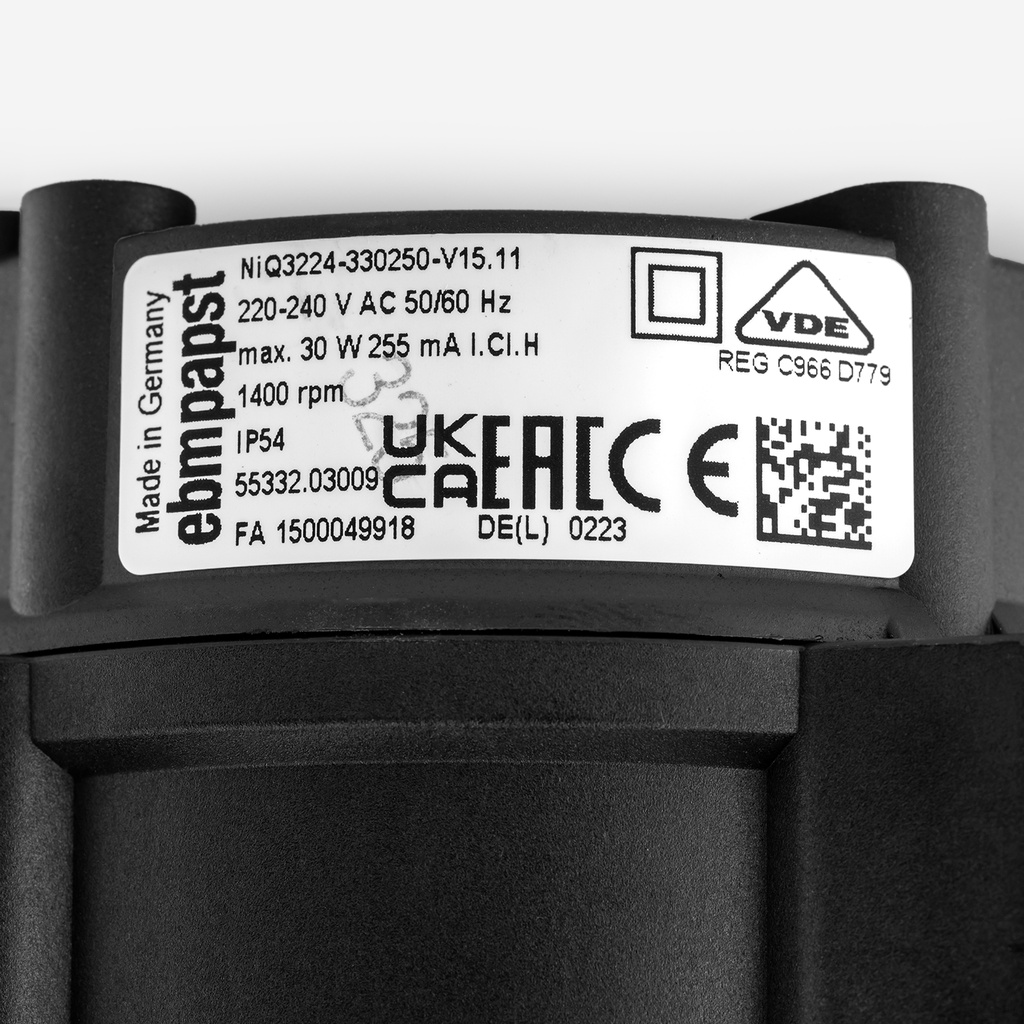 Made in Germany
ebmpapst
NiQ3224-330250-V15.11
220-240 V AC 50/60 Hz
max. 30 W 255 mA I.Cl.H
1400 rpm
IP54
55332.03009
FA 1500049918
DE(L) 0223
UK
CA
EAC
CE
VDE
REG C966 D779